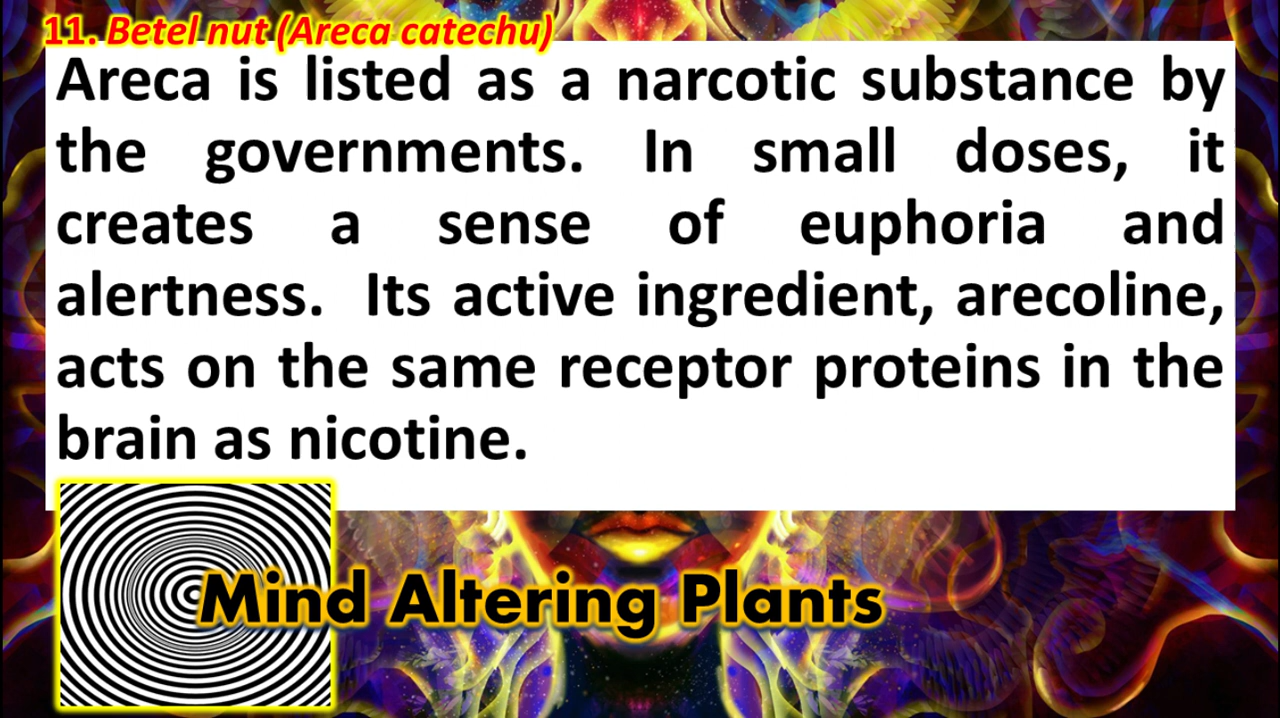 11. Betel nut (Areca catechu)
Areca is listed as a narcotic substance by
the governments. In small doses, it
creates a sense of euphoria and
alertness. Its active ingredient, arecoline,
acts on the same receptor proteins in the
brain as nicotine.
Mind Altering Plants